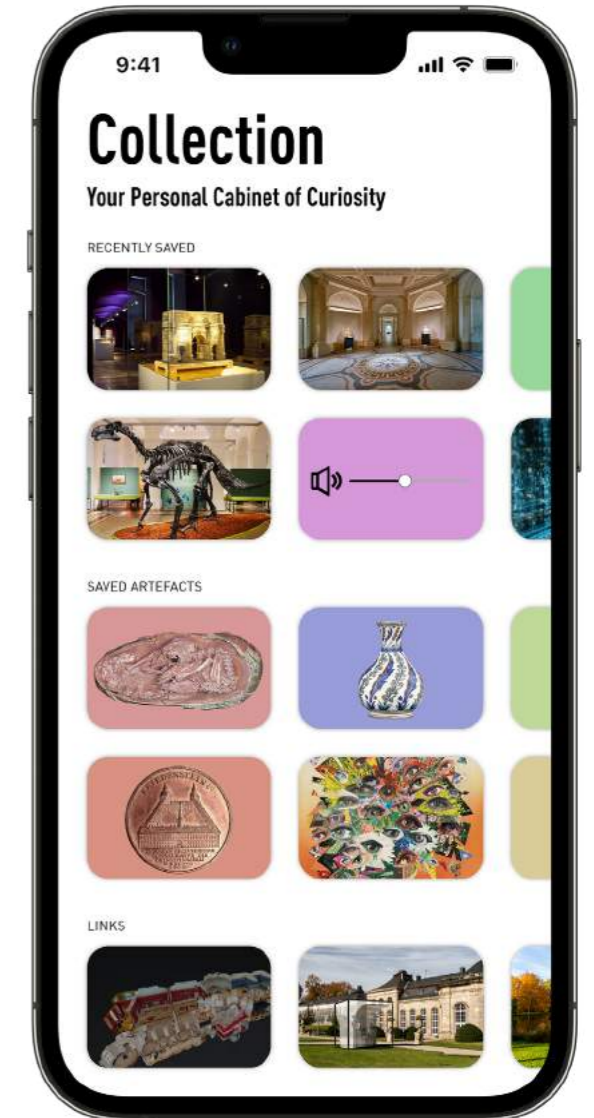 9:41
Collection
Your Personal Cabinet of Curiosity
RECENTLY SAVED
SAVED ARTEFACTS
LINKS